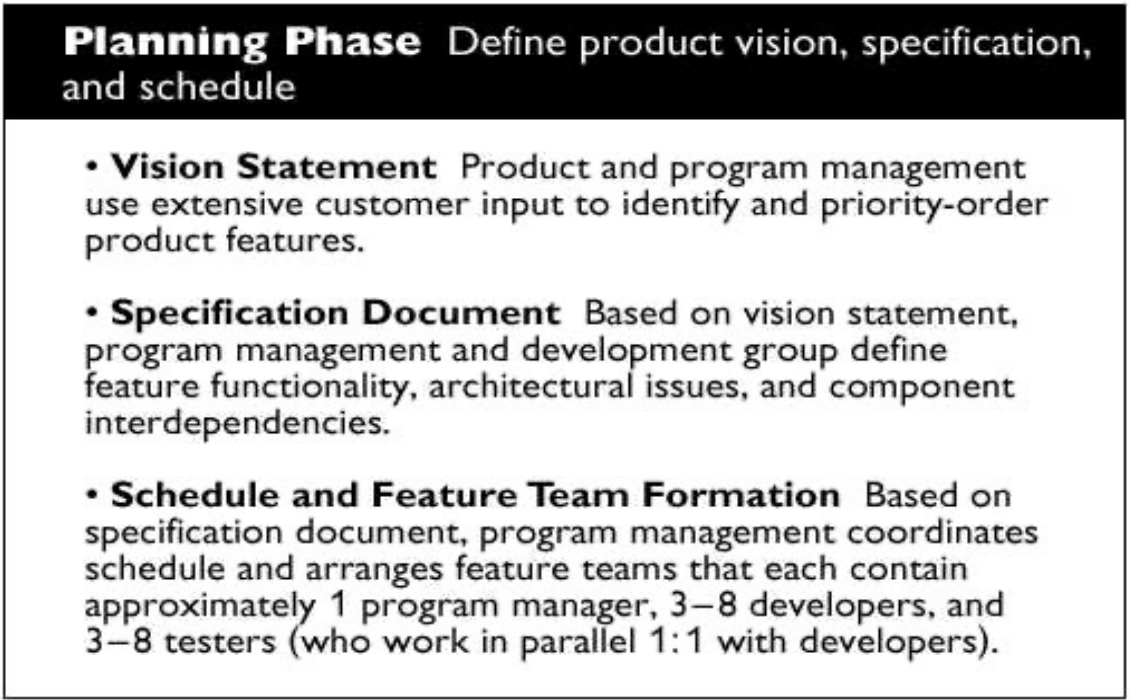 Planning Phase Define product vision, specification,
and schedule
• Vision Statement Product and program management
use extensive customer input to identify and priority-order
product features.
• Specification Document Based on vision statement,
program management and development group define
feature functionality, architectural issues, and component
interdependencies.
• Schedule and Feature Team Formation Based on
specification document, program management coordinates
schedule and arranges feature teams that each contain
approximately 1 program manager, 3–8 developers, and
3–8 testers (who work in parallel 1:1 with developers).